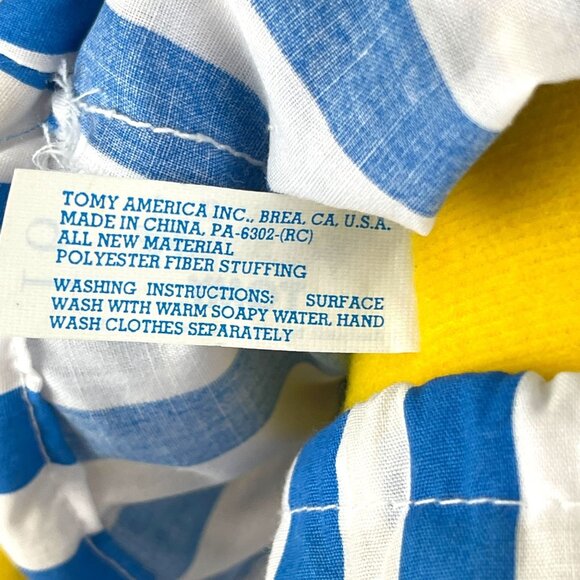 TOMY AMERICA INC., BREA, CA, U.S.A.
MADE IN CHINA, PA-6302-(RC)
ALL NEW MATERIAL
POLYESTER FIBER STUFFING
WASHING INSTRUCTIONS: SURFACE
WASH WITH WARM SOAPY WATER, HAND
WASH CLOTHES SEPARATELY